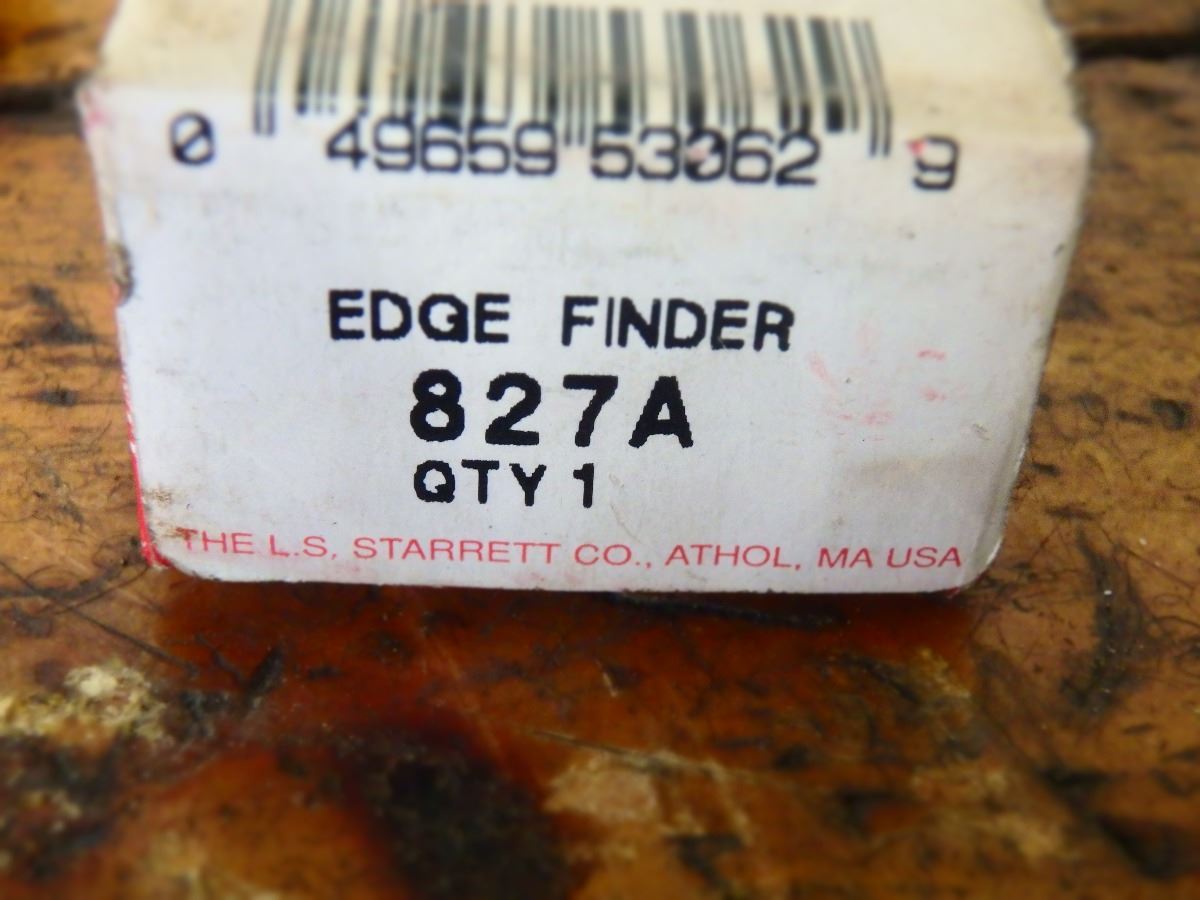 0 49659 53062 9
EDGE FINDER
827A
QTY 1
THE L.S. STARRETT CO., ATHOL, MA USA